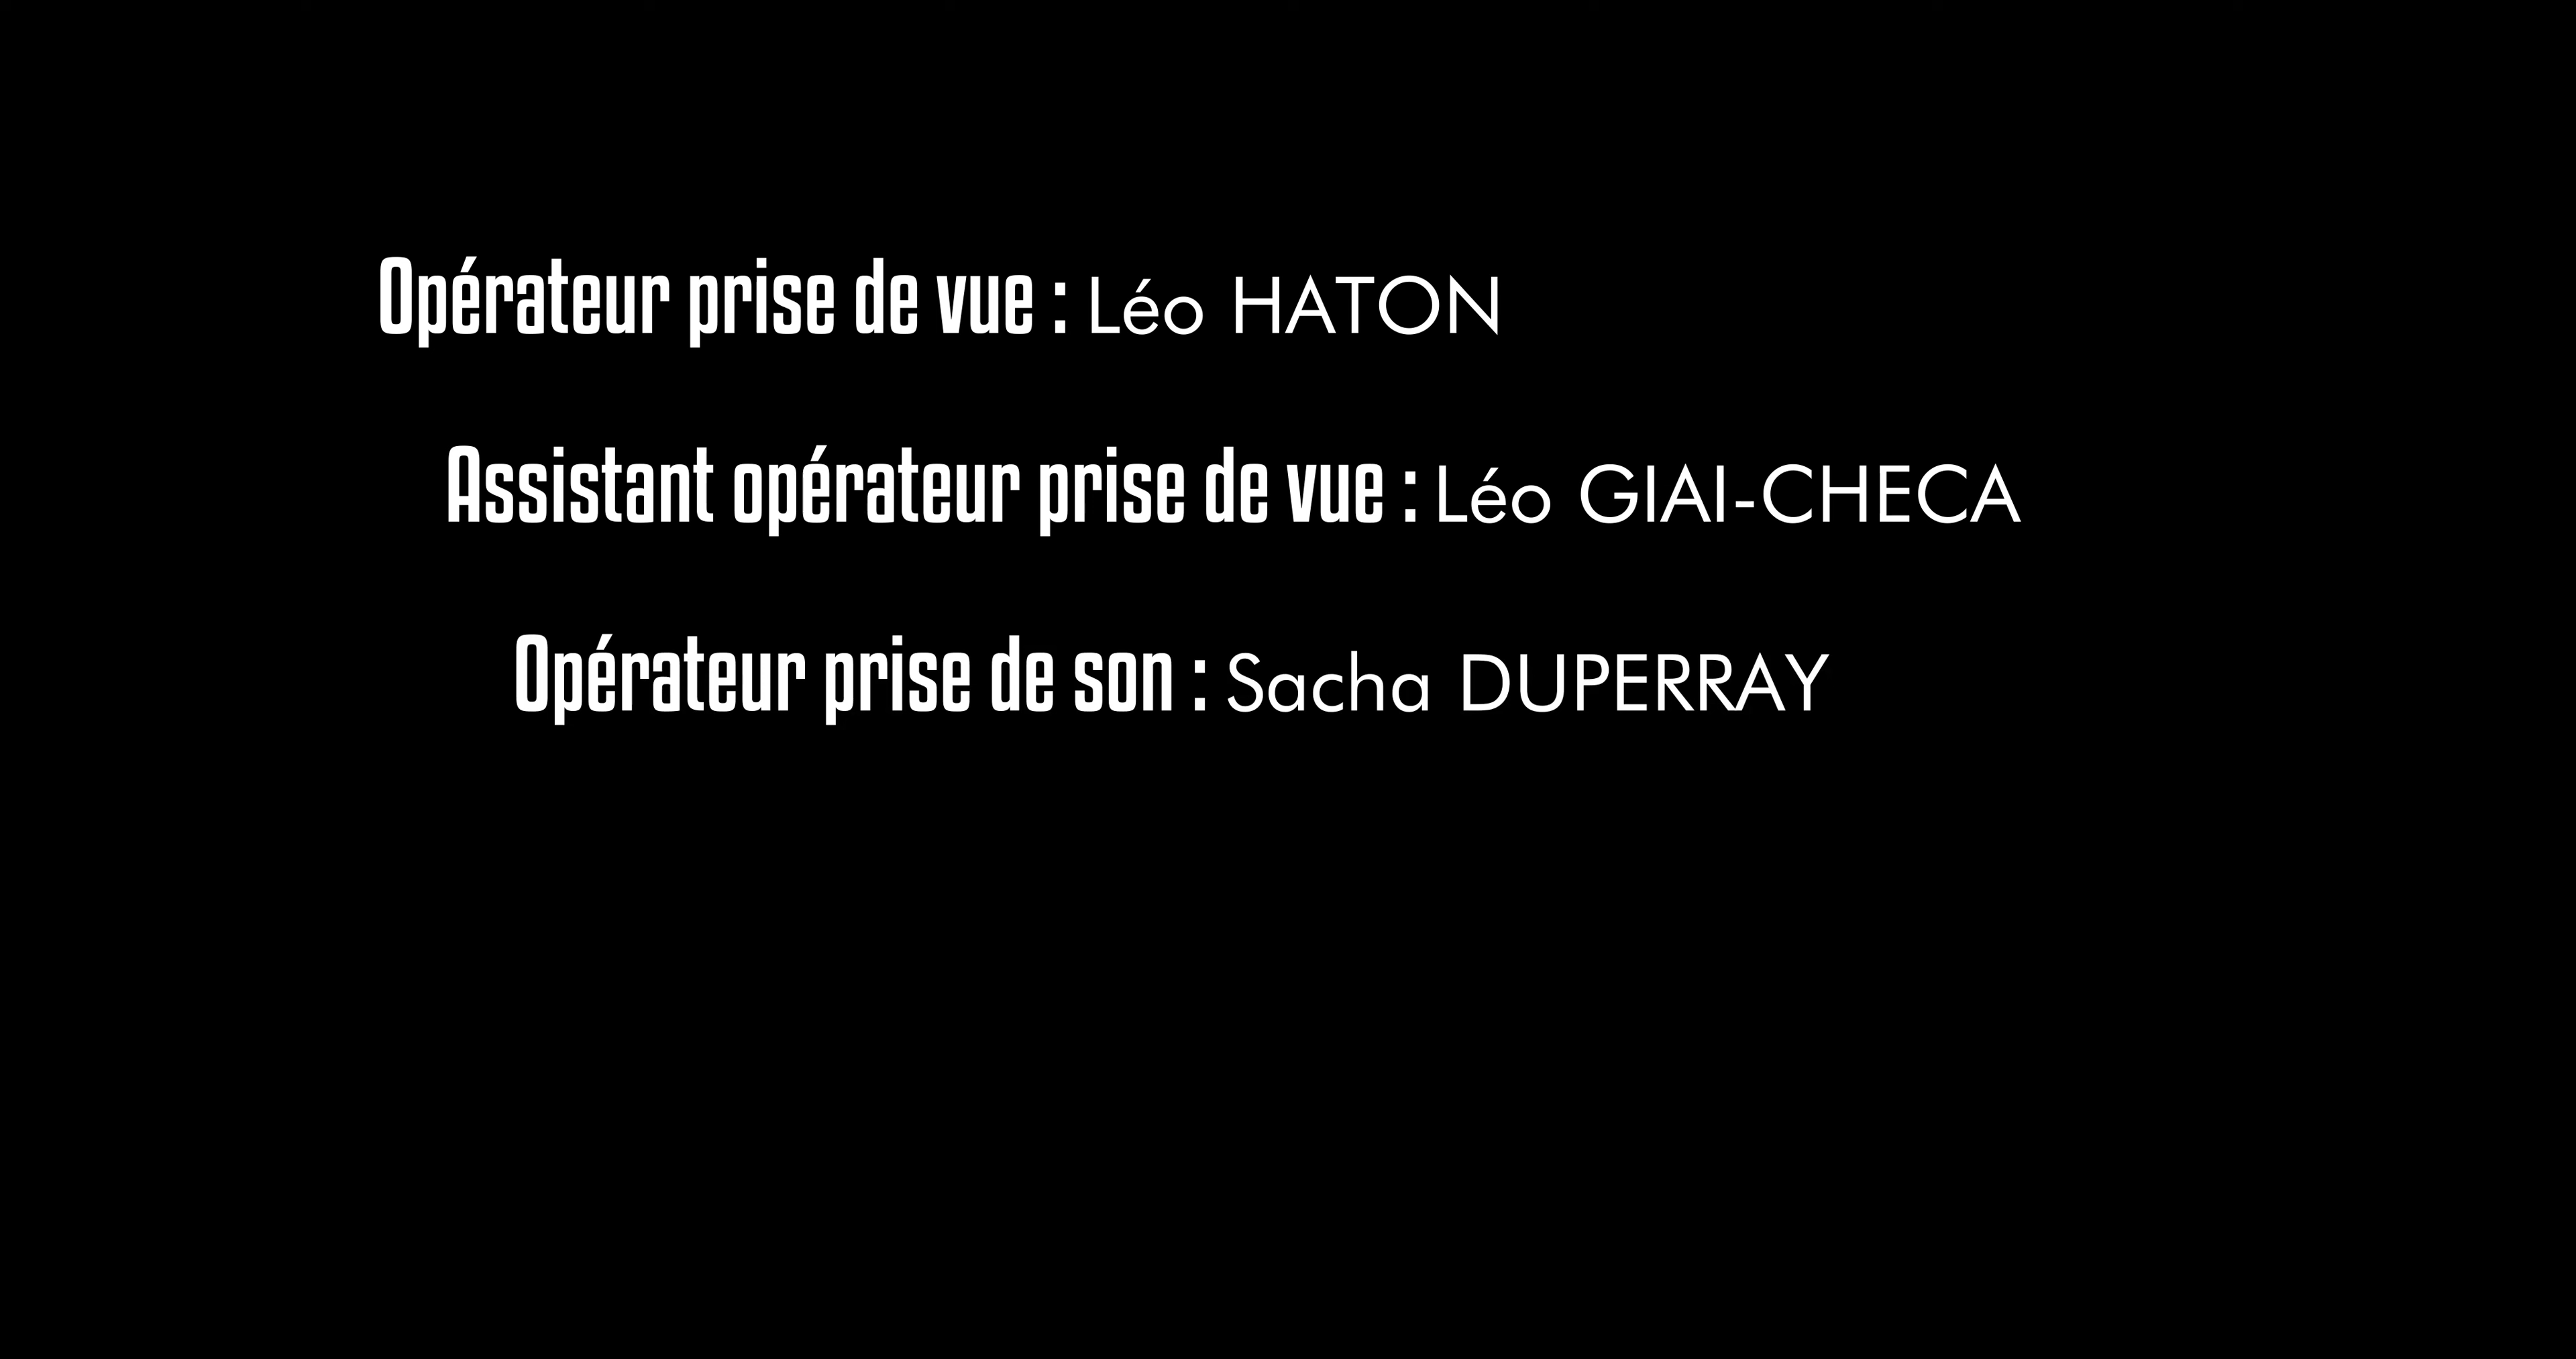 Opérateur prise de vue : Léo HATON
Assistant opérateur prise de vue : Léo GIAI-CHECA
Opérateur prise de son : Sacha DUPERRAY